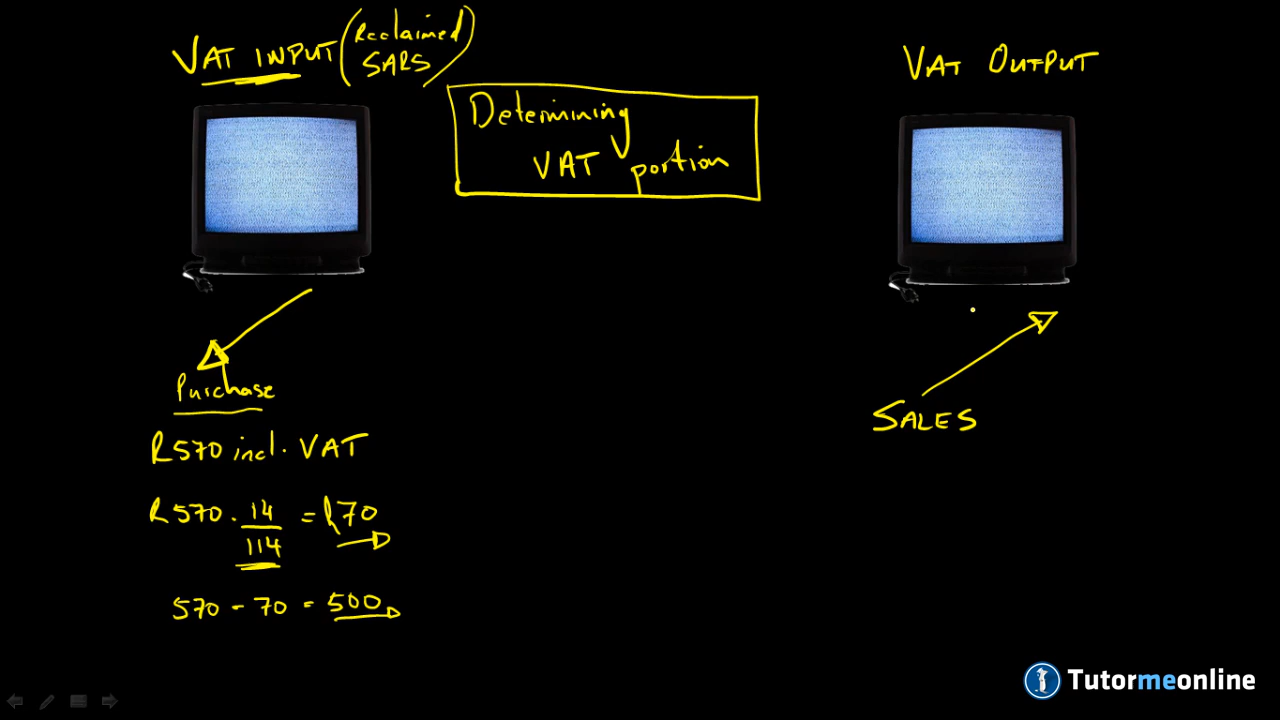 VAT INPUT (Reclaimed
SARS)
Determining
VAT portion
VAT OUTPUT
Purchase
R570 incl. VAT
R570 . 14/114 = R70
570 - 70 = 500
SALES
Tutormeonline